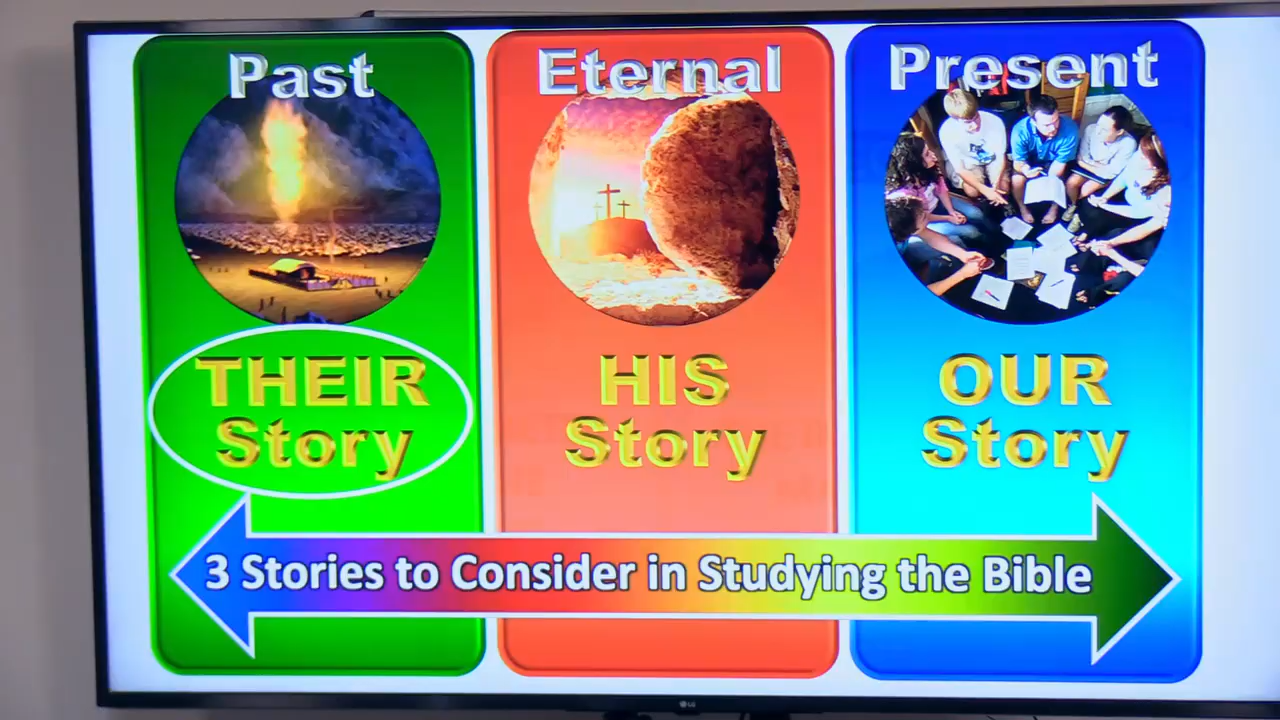 Past
THEIR
Story
Eternal
HIS
Story
Present
OUR
Story
3 Stories to Consider in Studying the Bible
LG